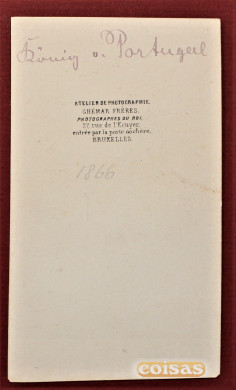 König v. Portugal
ATELIER DE PHOTOGRAPHIE.
GHÉMAR FRÈRES.
PHOTOGRAPHES DU ROI.
27, rue de l'Ecuyer,
entrée par la porte cochère,
BRUXELLES.
1866
coisas